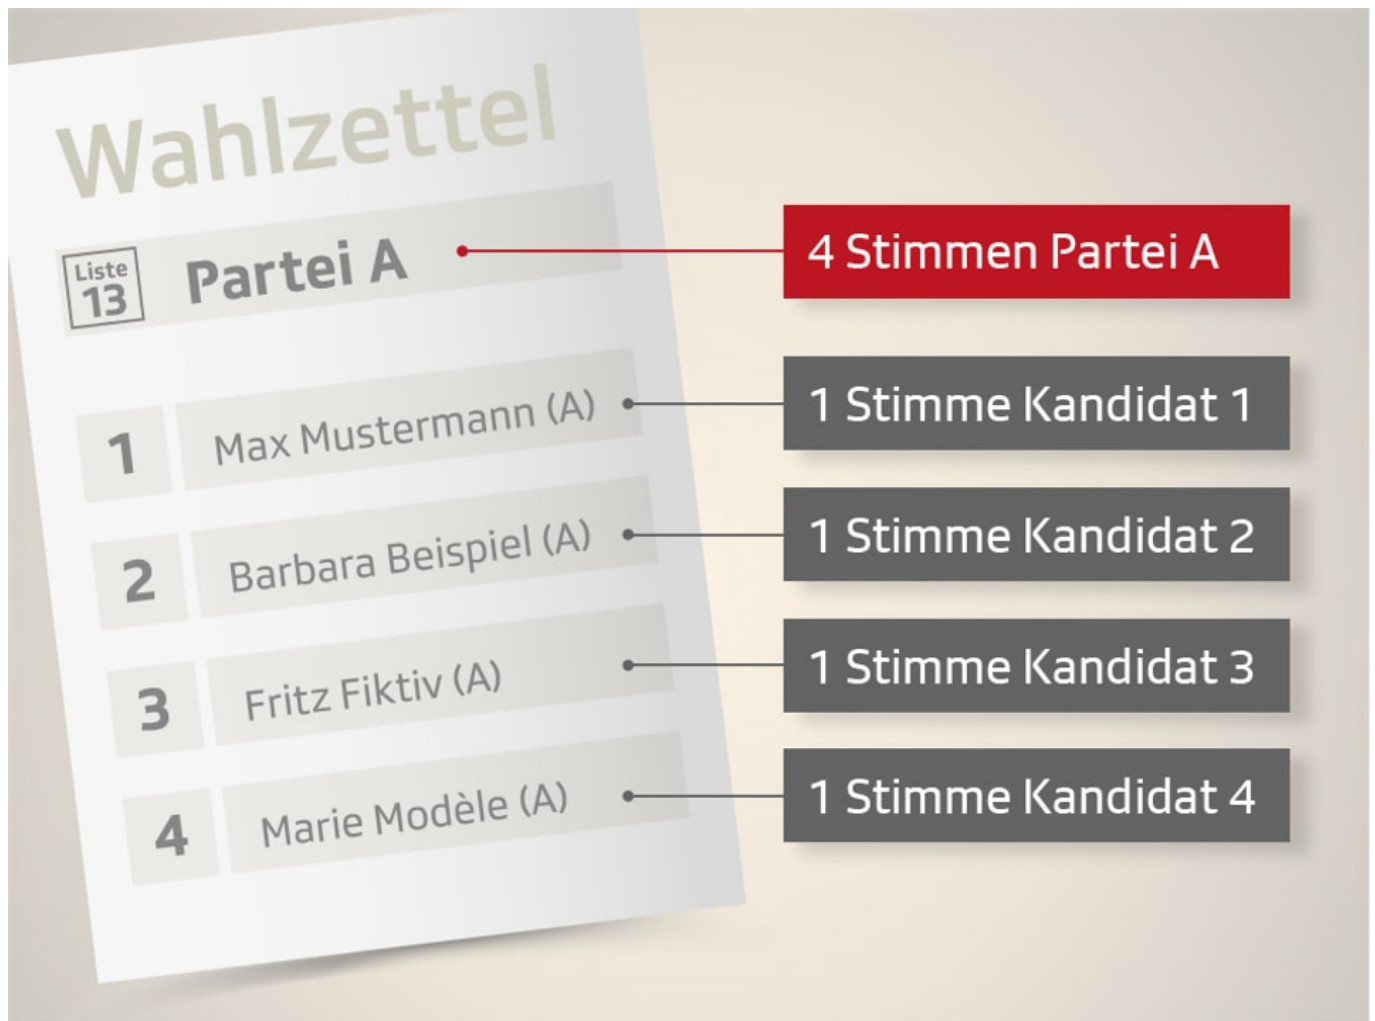 Wahlzettel
Liste 13
Partei A
4 Stimmen Partei A
1
Max Mustermann (A)
1 Stimme Kandidat 1
2
Barbara Beispiel (A)
1 Stimme Kandidat 2
3
Fritz Fiktiv (A)
1 Stimme Kandidat 3
4
Marie Modèle (A)
1 Stimme Kandidat 4